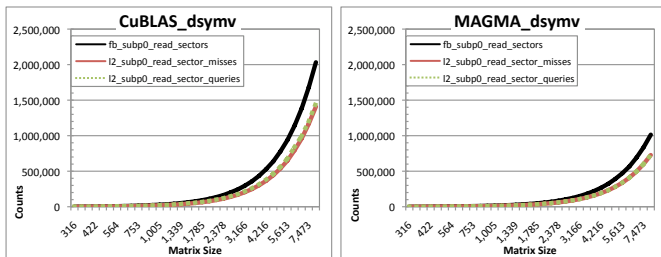 CuBLAS_dsymv
2,500,000
2,000,000
1,500,000
1,000,000
500,000
0
Counts
fb_subp0_read_sectors
l2_subp0_read_sector_misses
l2_subp0_read_sector_queries
316 422 564 753 1,005 1,339 1,785 2,378 3,166 4,216 5,613 7,473
Matrix Size
MAGMA_dsymv
2,500,000
2,000,000
1,500,000
1,000,000
500,000
0
Counts
fb_subp0_read_sectors
l2_subp0_read_sector_misses
l2_subp0_read_sector_queries
316 422 564 753 1,005 1,339 1,785 2,378 3,166 4,216 5,613 7,473
Matrix Size